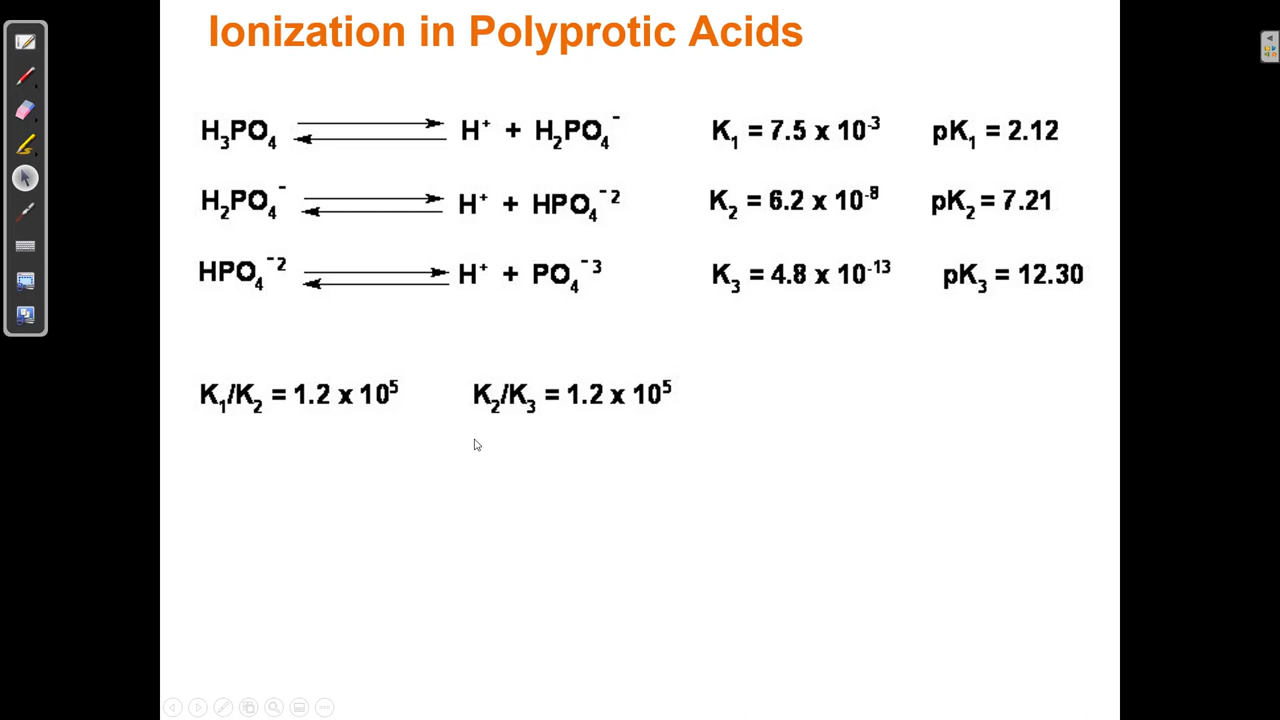 Ionization in Polyprotic Acids
H₃PO₄ ⇌ H⁺ + H₂PO₄⁻ K₁ = 7.5 x 10⁻³ pK₁ = 2.12
H₂PO₄⁻ ⇌ H⁺ + HPO₄⁻² K₂ = 6.2 x 10⁻⁸ pK₂ = 7.21
HPO₄⁻² ⇌ H⁺ + PO₄⁻³ K₃ = 4.8 x 10⁻¹³ pK₃ = 12.30
K₁/K₂ = 1.2 x 10⁵ K₂/K₃ = 1.2 x 10⁵